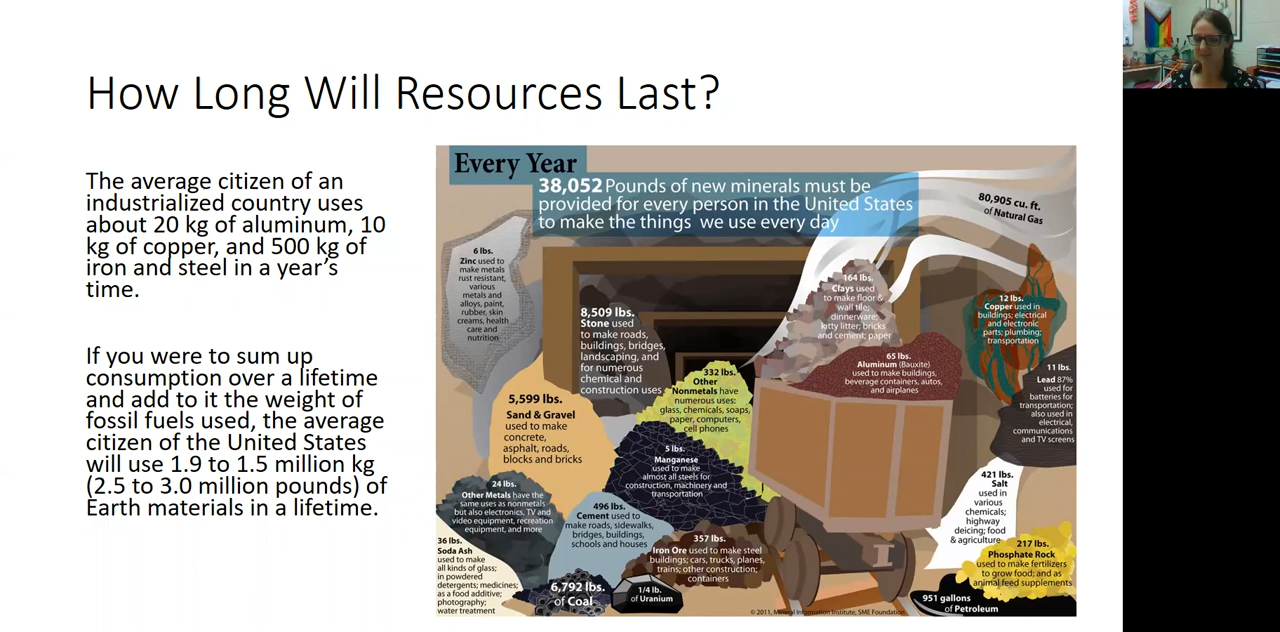 How Long Will Resources Last?
The average citizen of an
industrialized country uses
about 20 kg of aluminum, 10
kg of copper, and 500 kg of
iron and steel in a year's
time.
If you were to sum up
consumption over a lifetime
and add to it the weight of
fossil fuels used, the average
citizen of the United States
will use 1.9 to 1.5 million kg
(2.5 to 3.0 million pounds) of
Earth materials in a lifetime.
Every Year
38,052 Pounds of new minerals must be
provided for every person in the United States
to make the things we use every day
80,905 cu. ft.
of Natural Gas
6 lbs.
Zinc used to
make metals
rust resistant,
various
metals and
alloys, paint,
rubber, skin
creams, health
care and
nutrition
8,509 lbs.
Stone used
to make roads,
buildings, bridges,
landscaping, and
for numerous
chemical and
construction uses
164 lbs.
Clays used
to make floor &
wall tile;
dinnerware;
kitty litter; bricks
and cement; paper
12 lbs.
Copper used in
buildings; electrical
and electronic
parts; plumbing;
transportation
65 lbs.
Aluminum (Bauxite)
used to make buildings,
beverage containers, autos,
and airplanes
11 lbs.
Lead 87%
used for
batteries for
transportation;
also used in
electrical,
communications
and TV screens
332 lbs.
Other
Nonmetals have
numerous uses:
glass, chemicals, soaps,
paper, computers,
cell phones
5,599 lbs.
Sand & Gravel
used to make
concrete,
asphalt, roads,
blocks and bricks
5 lbs.
Manganese
used to make
almost all steels for
construction, machinery and
transportation
24 lbs.
Other Metals have the
same uses as nonmetals
but also electronics, TV and
video equipment, recreation
equipment, and more
496 lbs.
Cement used to
make roads, sidewalks,
bridges, buildings,
schools and houses
357 lbs.
Iron Ore used to make steel
buildings; cars, trucks, planes,
trains; other construction;
containers
421 lbs.
Salt
used in
various
chemicals;
highway
deicing; food
& agriculture
217 lbs.
Phosphate Rock
used to make fertilizers
to grow food; and as
animal feed supplements
36 lbs.
Soda Ash
used to make
all kinds of glass;
in powdered
detergents; medicines;
as a food additive;
photography;
water treatment
6,792 lbs.
of Coal
1/4 lb.
of Uranium
951 gallons
of Petroleum
© 2011, Mineral Information Institute, SME Foundation